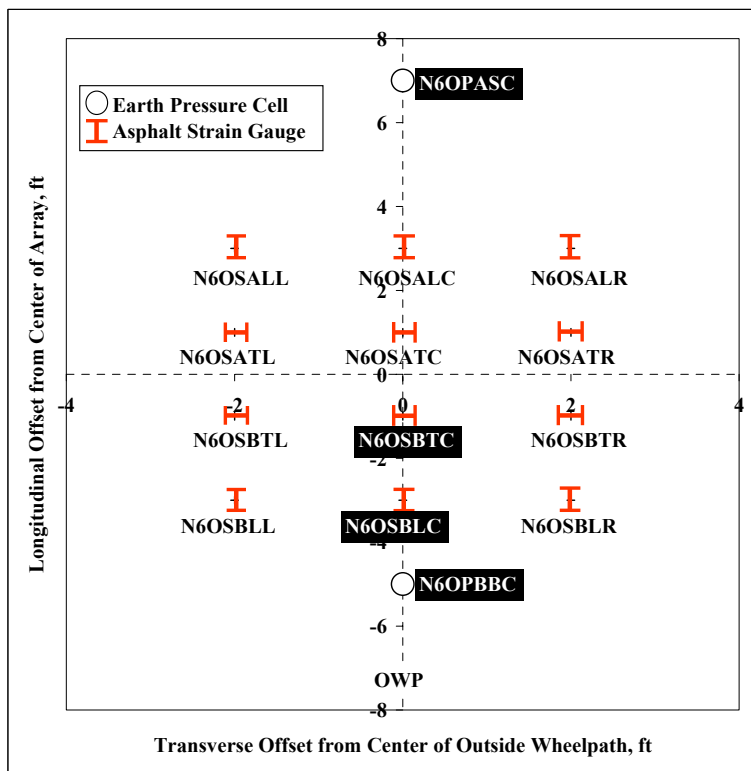 8
N6OPASC
Earth Pressure Cell
Asphalt Strain Gauge
6
4
N6OSALL N6OSALC N6OSALR
2
N6OSATL N6OSATC N6OSATR
0
-4 -2 0 2 4
N6OSBTL N6OSBTC N6OSBTR
-2
N6OSBLL N6OSBLC N6OSBLR
-4
N6OPBBC
-6
OWP
-8
Longitudinal Offset from Center of Array, ft
Transverse Offset from Center of Outside Wheelpath, ft